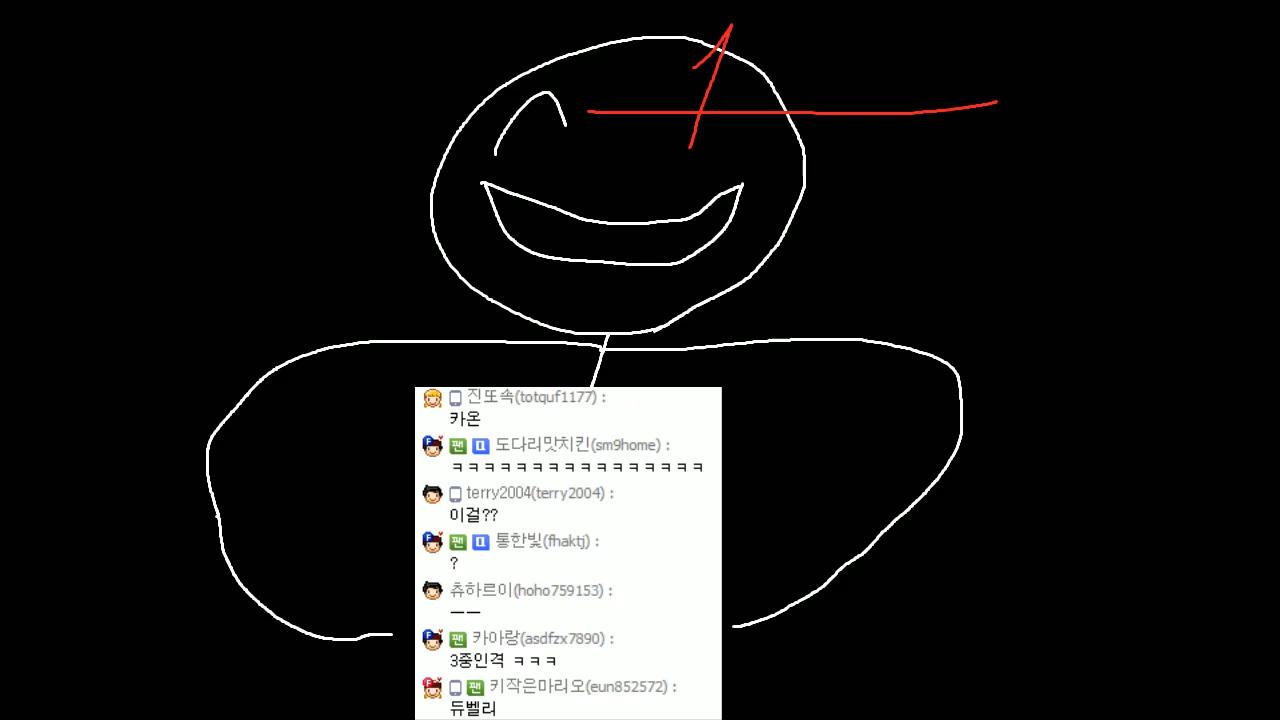 진또속(totquf1177) :
카온
팬 도다리맛치킨(sm9home) :
ㅋㅋㅋㅋㅋㅋㅋㅋㅋㅋㅋㅋㅋㅋㅋㅋ
terry2004(terry2004) :
이걸??
팬 통한빛(fhaktj) :
?
츄하르이(hoho759153) :
ㅡㅡ
팬 카아랑(asdfzx7890) :
3중인격 ㅋㅋㅋ
팬 키작은마리오(eun852572) :
듀벨리